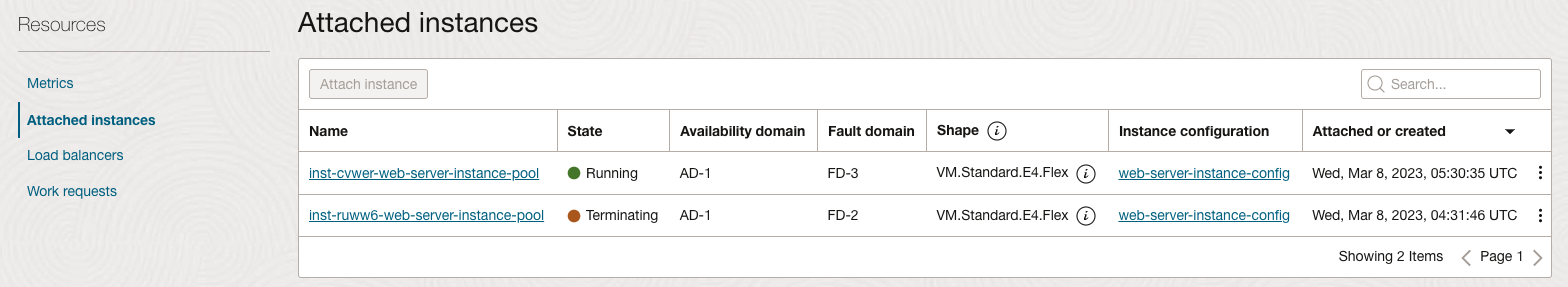 Resources
Metrics
Attached instances
Load balancers
Work requests
Attached instances
Attach instance
Search...
Name State Availability domain Fault domain Shape i Instance configuration Attached or created
inst-cvwer-web-server-instance-pool Running AD-1 FD-3 VM.Standard.E4.Flex i web-server-instance-config Wed, Mar 8, 2023, 05:30:35 UTC
inst-ruww6-web-server-instance-pool Terminating AD-1 FD-2 VM.Standard.E4.Flex i web-server-instance-config Wed, Mar 8, 2023, 04:31:46 UTC
Showing 2 Items Page 1